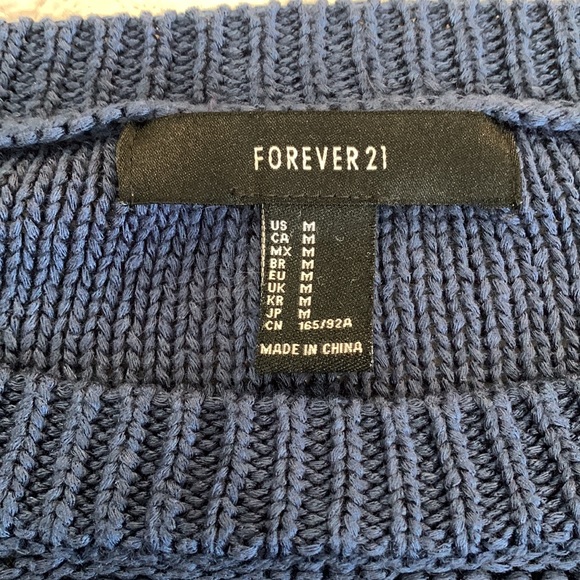 FOREVER 21
US M
CA M
MX M
BR M
EU M
UK M
KR M
JP M
CN 165/92A
MADE IN CHINA